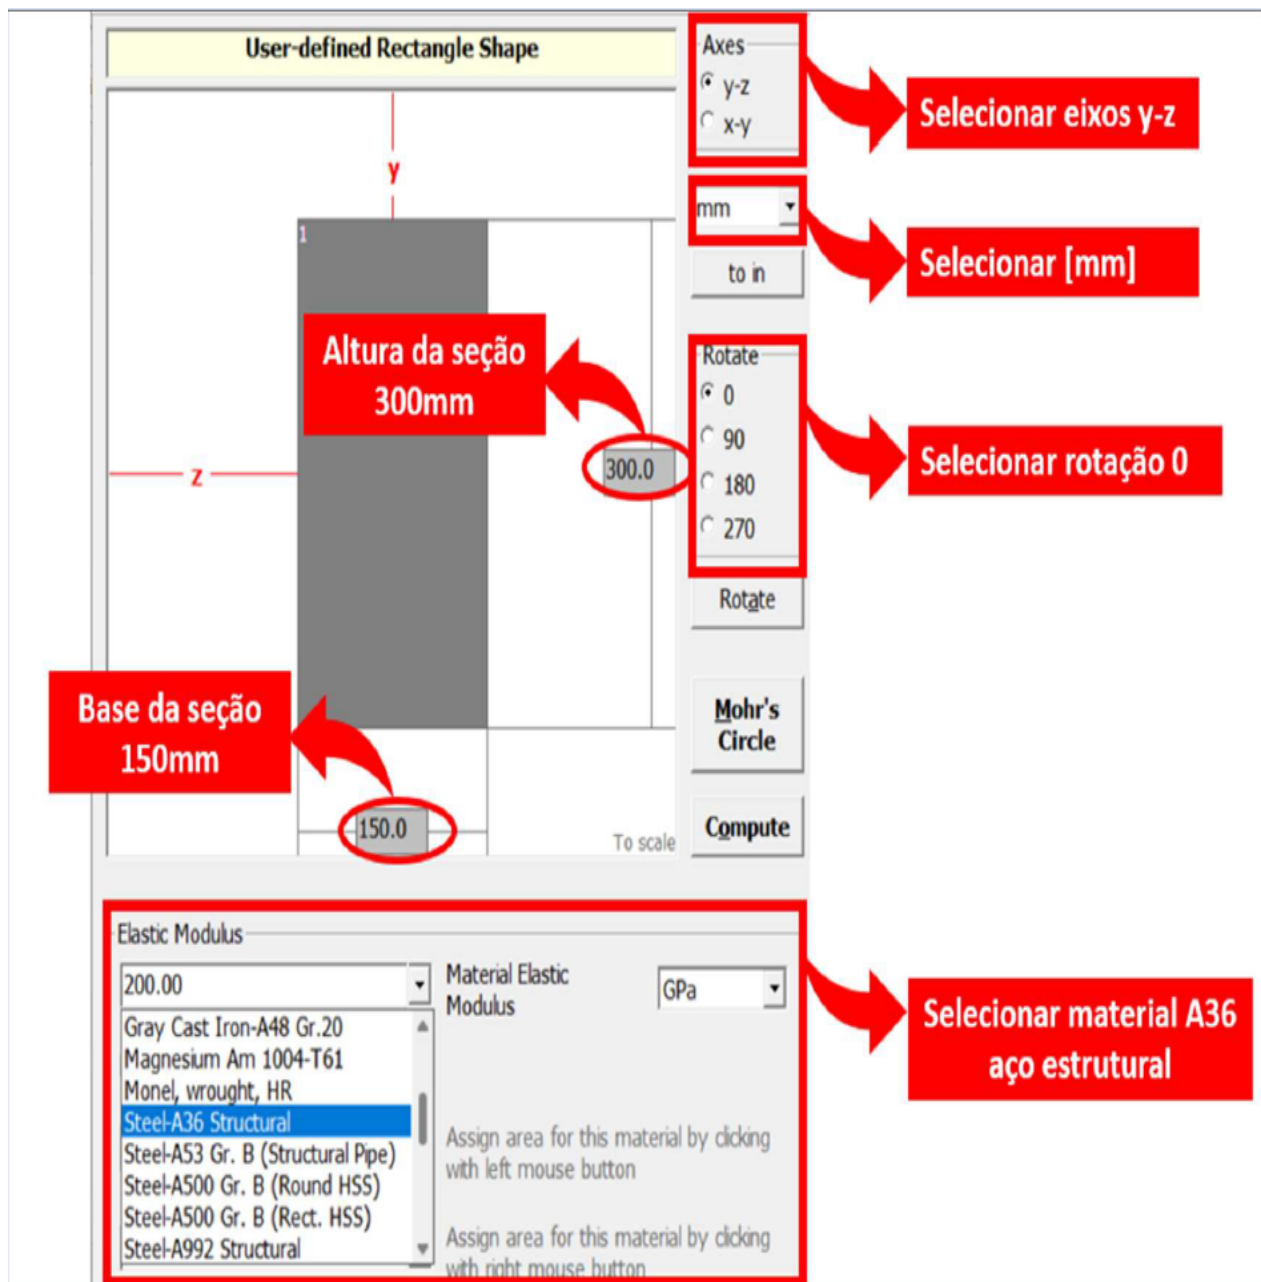 User-defined Rectangle Shape
Axes
y-z
x-y
Selecionar eixos y-z
y
mm
Selecionar [mm]
to in
1
Altura da seção
300mm
Rotate
0
90
180
270
Selecionar rotação 0
z
300.0
Rotate
Base da seção
150mm
Mohr's
Circle
150.0
To scale
Compute
Elastic Modulus
200.00
Material Elastic
Modulus
GPa
Gray Cast Iron-A48 Gr.20
Magnesium Am 1004-T61
Monel, wrought, HR
Steel-A36 Structural
Steel-A53 Gr. B (Structural Pipe)
Steel-A500 Gr. B (Round HSS)
Steel-A500 Gr. B (Rect. HSS)
Steel-A992 Structural
Selecionar material A36
aço estrutural
Assign area for this material by clicking
with left mouse button
Assign area for this material by clicking
with right mouse button